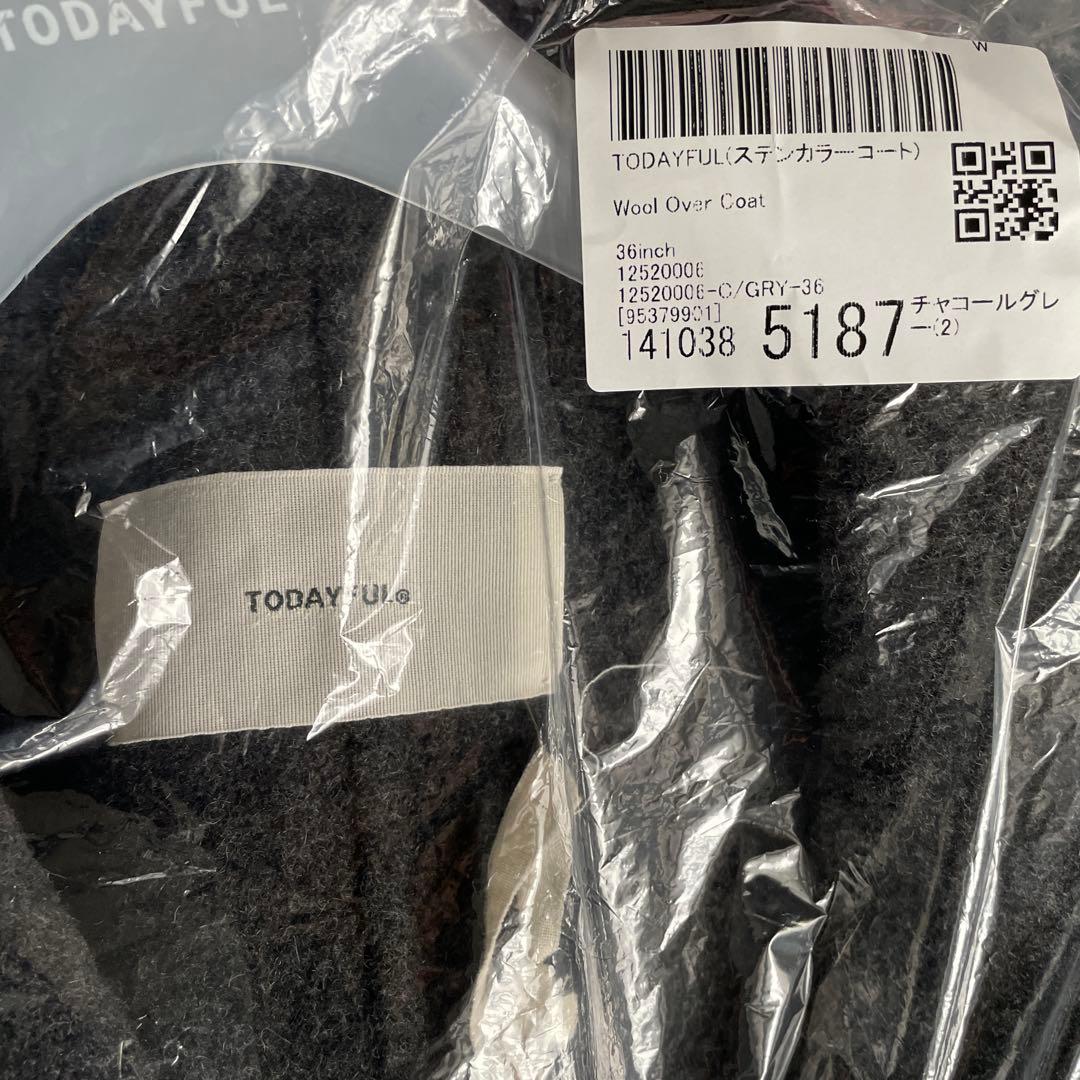 TODAYFUL
W
TODAYFUL(ステンカラーコート)
Wool Over Coat
36inch
12520006
12520006-C/GRY-36
[95379901]
141038 5187 チャコールグレ
ー(2)
TODAYFUL®